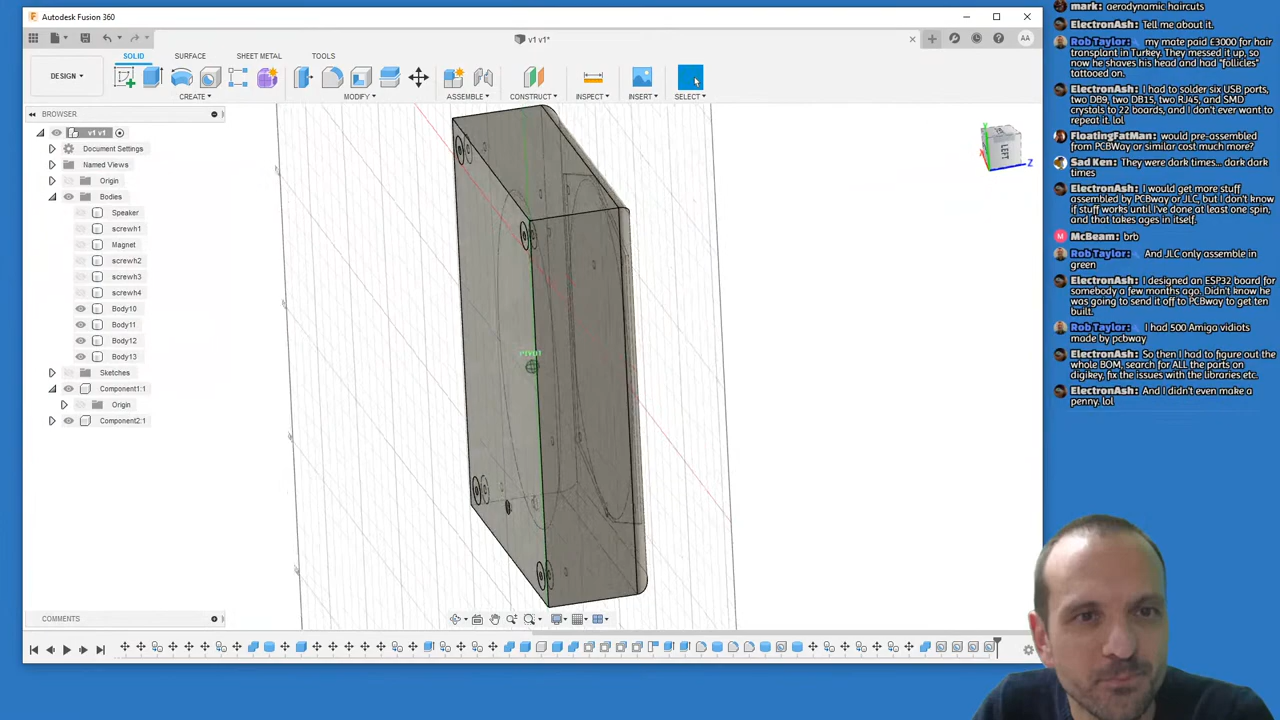 Autodesk Fusion 360
v1 v1*
AA
SOLID SURFACE SHEET METAL TOOLS
DESIGN
CREATE MODIFY ASSEMBLE CONSTRUCT INSPECT INSERT SELECT
BROWSER
v1 v1
Document Settings
Named Views
Origin
Bodies
Speaker
screwh1
Magnet
screwh2
screwh3
screwh4
Body10
Body11
Body12
Body13
Sketches
Component1:1
Origin
Component2:1
LEFT
Z
COMMENTS
mark: aerodynamic haircuts
ElectronAsh: Tell me about it.
Rob Taylor: my mate paid £3000 for hair
transplant in Turkey. They messed it up, so
now he shaves his head and had "follicles"
tattooed on.
ElectronAsh: I had to solder six USB ports,
two DB9, two DB15, two RJ45, and SMD
crystals to 22 boards, and I don't ever want to
repeat it. lol
FloatingFatMan: would pre-assembled
from PCBWay or similar cost much more?
Sad Ken: They were dark times... dark dark
times
ElectronAsh: I would get more stuff
assembled by PCBWay or JLC, but I don't know
if stuff works until I've done at least one spin,
and that takes ages in itself.
McBeam: brb
Rob Taylor: And JLC only assemble in
green
ElectronAsh: I designed an ESP32 board for
somebody a few months ago. Didn't know he
was going to send it off to PCBway to get ten
built.
Rob Taylor: I had 500 Amiga vidiots
made by pcbway
ElectronAsh: So then I had to figure out the
whole BOM, search for ALL the parts on
digikey, fix the issues with the libraries etc.
ElectronAsh: And I didn't even make a
penny. lol